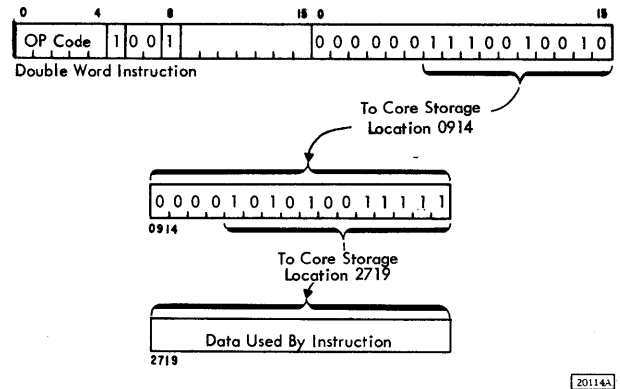 0 4 8 15 0 15
OP Code 1 0 0 1 0 0 0 0 0 0 1 1 1 0 0 1 0 0 1 0
Double Word Instruction
To Core Storage
Location 0914
0 0 0 0 1 0 1 0 1 0 0 1 1 1 1 1
0914
To Core Storage
Location 2719
Data Used By Instruction
2719
20114A